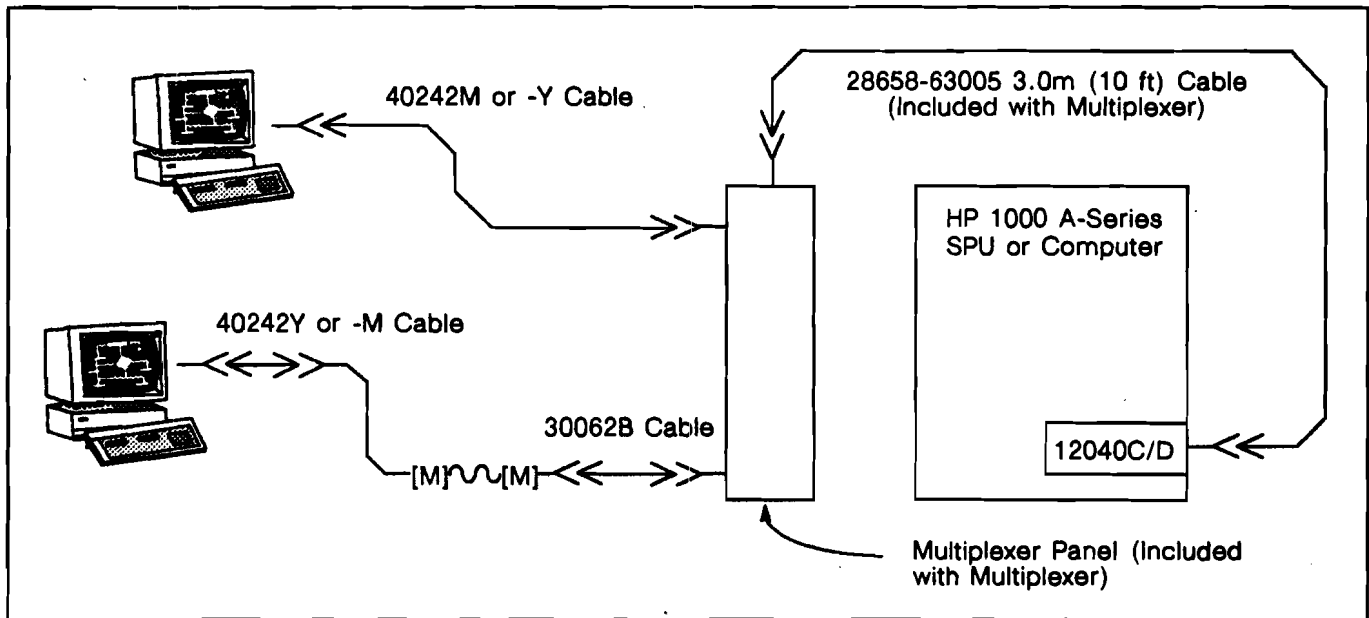 40242M or -Y Cable
28658-63005 3.0m (10 ft) Cable
(Included with Multiplexer)
HP 1000 A-Series
SPU or Computer
40242Y or -M Cable
30062B Cable
[M] [M]
12040C/D
Multiplexer Panel (Included
with Multiplexer)